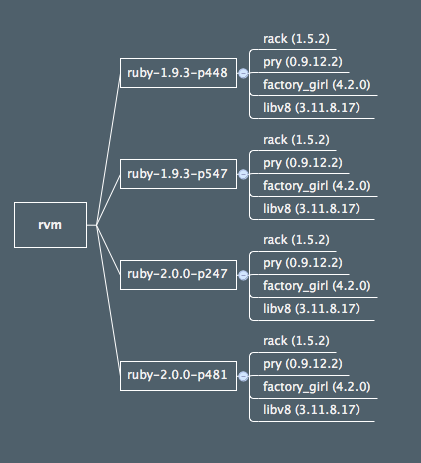 rvm
ruby-1.9.3-p448
rack (1.5.2)
pry (0.9.12.2)
factory_girl (4.2.0)
libv8 (3.11.8.17)
ruby-1.9.3-p547
rack (1.5.2)
pry (0.9.12.2)
factory_girl (4.2.0)
libv8 (3.11.8.17)
ruby-2.0.0-p247
rack (1.5.2)
pry (0.9.12.2)
factory_girl (4.2.0)
libv8 (3.11.8.17)
ruby-2.0.0-p481
rack (1.5.2)
pry (0.9.12.2)
factory_girl (4.2.0)
libv8 (3.11.8.17)